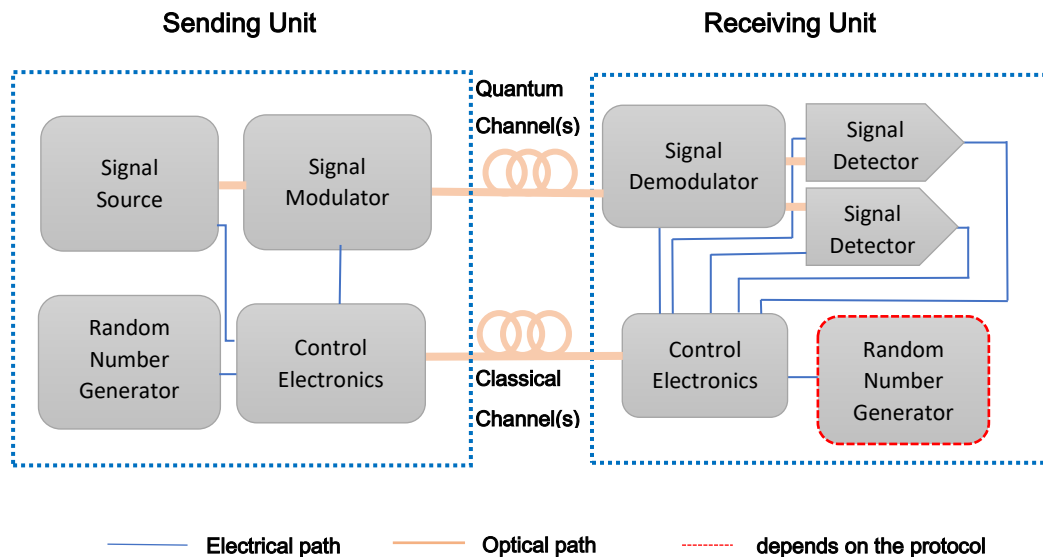 Sending Unit
Receiving Unit
Quantum
Channel(s)
Signal
Source
Signal
Modulator
Signal
Demodulator
Signal
Detector
Signal
Detector
Random
Number
Generator
Control
Electronics
Classical
Channel(s)
Control
Electronics
Random
Number
Generator
Electrical path
Optical path
depends on the protocol